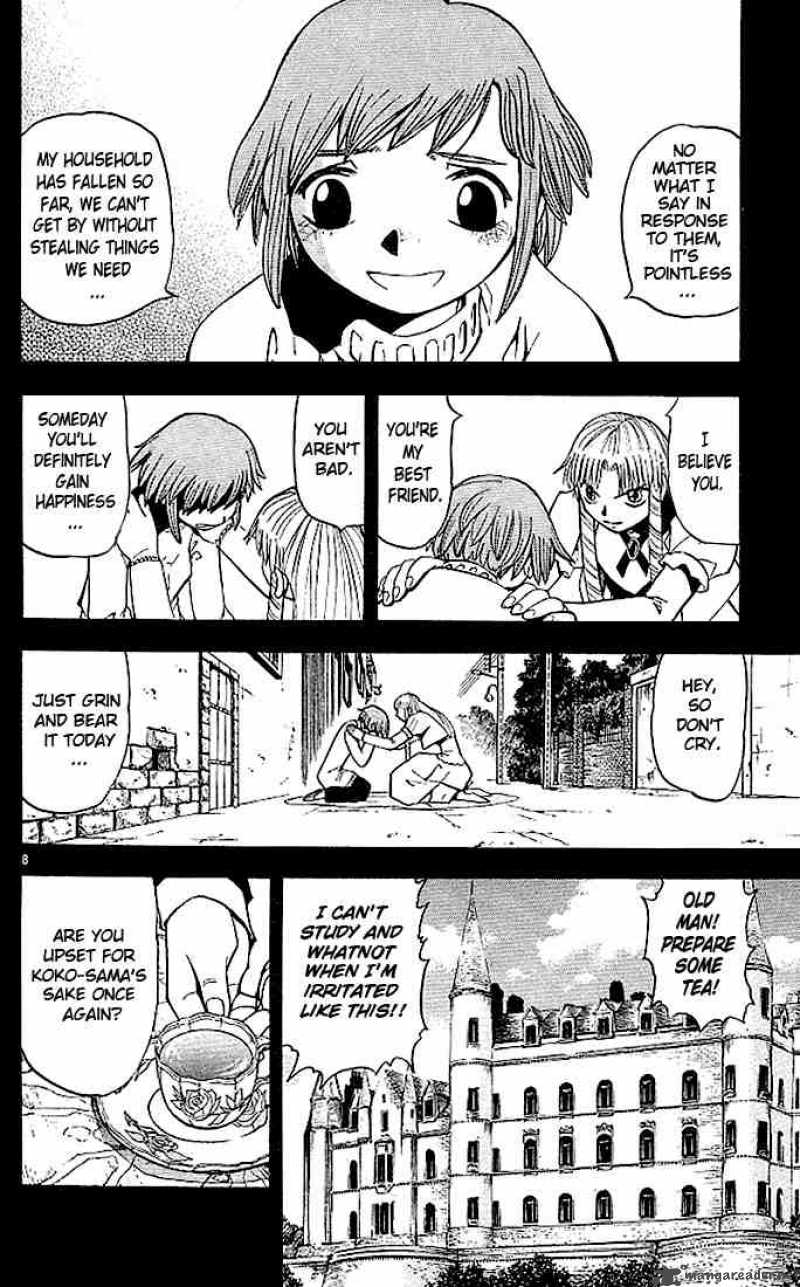 NO
MATTER
WHAT I
SAY IN
RESPONSE
TO THEM,
IT'S
POINTLESS
...
MY HOUSEHOLD
HAS FALLEN SO
FAR, WE CAN'T
GET BY WITHOUT
STEALING THINGS
WE NEED
...
I
BELIEVE
YOU.
YOU'RE
MY
BEST
FRIEND.
YOU
AREN'T
BAD.
SOMEDAY
YOU'LL
DEFINITELY
GAIN
HAPPINESS
...
HEY,
SO
DON'T
CRY.
JUST GRIN
AND BEAR
IT TODAY
...
8
OLD
MAN!
PREPARE
SOME
TEA!
I CAN'T
STUDY AND
WHATNOT
WHEN I'M
IRRITATED
LIKE THIS!!
ARE YOU
UPSET FOR
KOKO-SAMA'S
SAKE ONCE
AGAIN?
mangareader